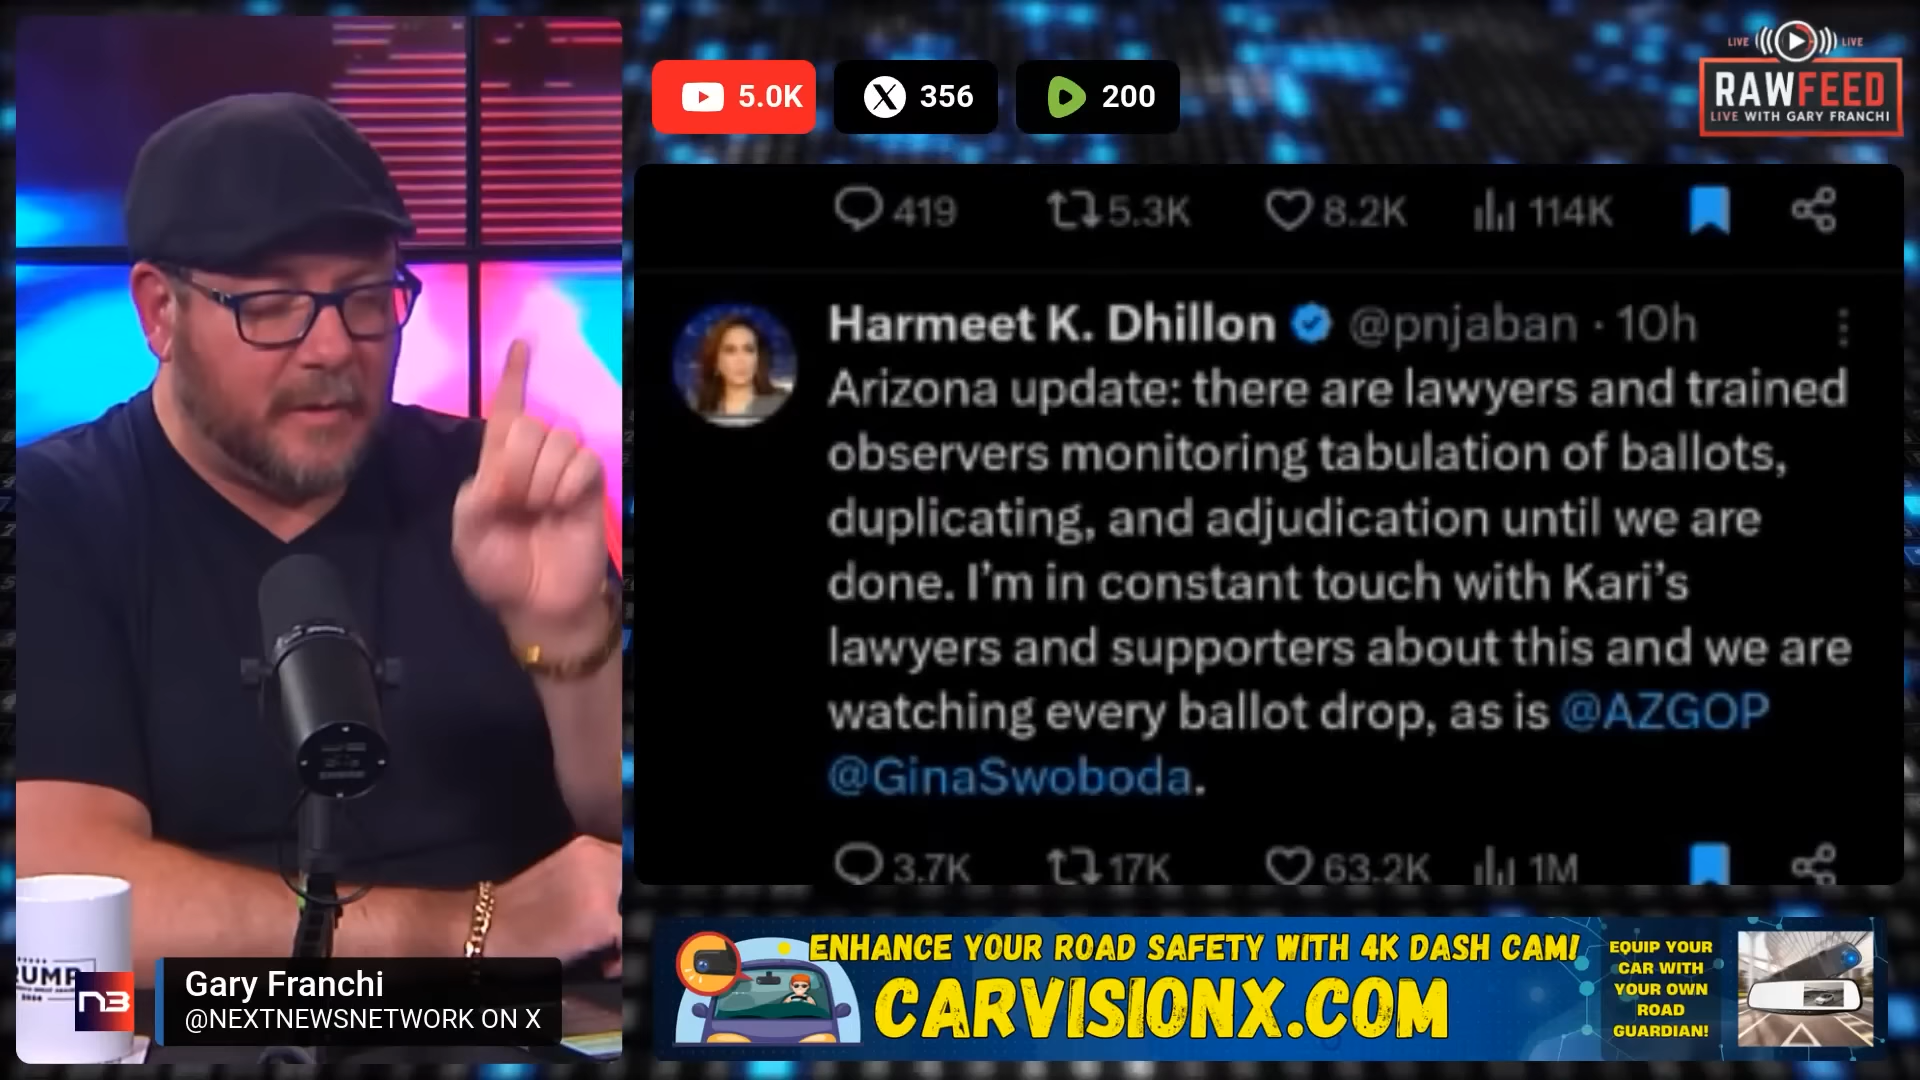 5.0K
356
200
LIVE
LIVE
RAWFEED
LIVE WITH GARY FRANCHI
419
5.3K
8.2K
114K
Harmeet K. Dhillon @pnjaban · 10h
Arizona update: there are lawyers and trained
observers monitoring tabulation of ballots,
duplicating, and adjudication until we are
done. I'm in constant touch with Kari's
lawyers and supporters about this and we are
watching every ballot drop, as is @AZGOP
@GinaSwoboda.
3.7K
17K
63.2K
1M
RUMP
n3
Gary Franchi
@NEXTNEWSNETWORK ON X
ENHANCE YOUR ROAD SAFETY WITH 4K DASH CAM!
CARVISIONX.COM
EQUIP YOUR
CAR WITH
YOUR OWN
ROAD
GUARDIAN!